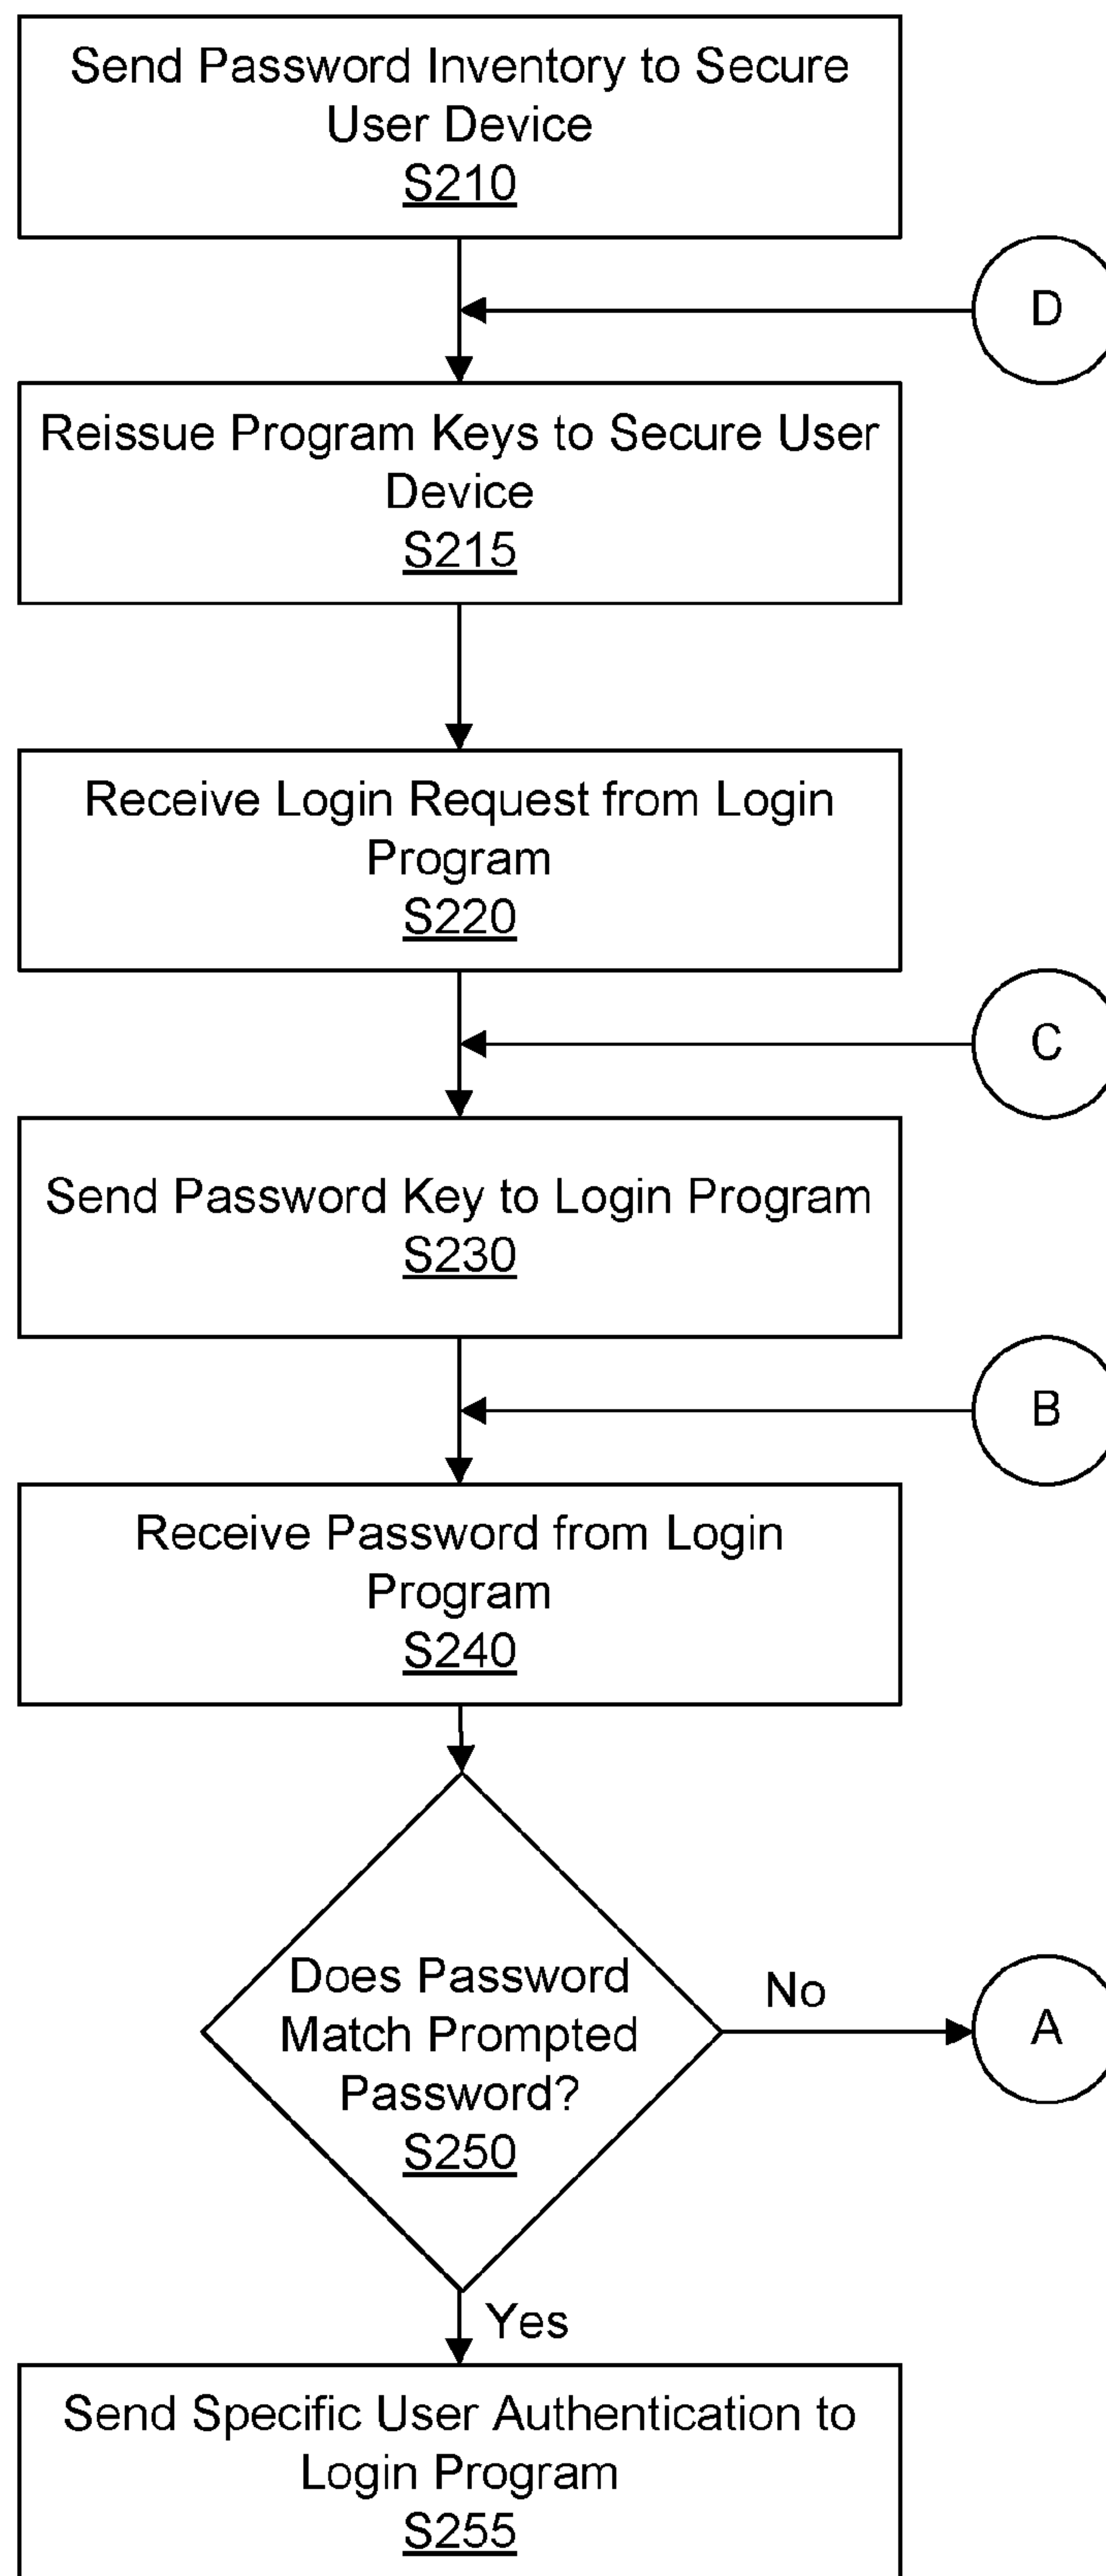 Send Password Inventory to Secure
User Device
S210
D
Reissue Program Keys to Secure User
Device
S215
Receive Login Request from Login
Program
S220
C
Send Password Key to Login Program
S230
B
Receive Password from Login
Program
S240
Does Password
Match Prompted
Password?
S250
No
A
Yes
Send Specific User Authentication to
Login Program
S255